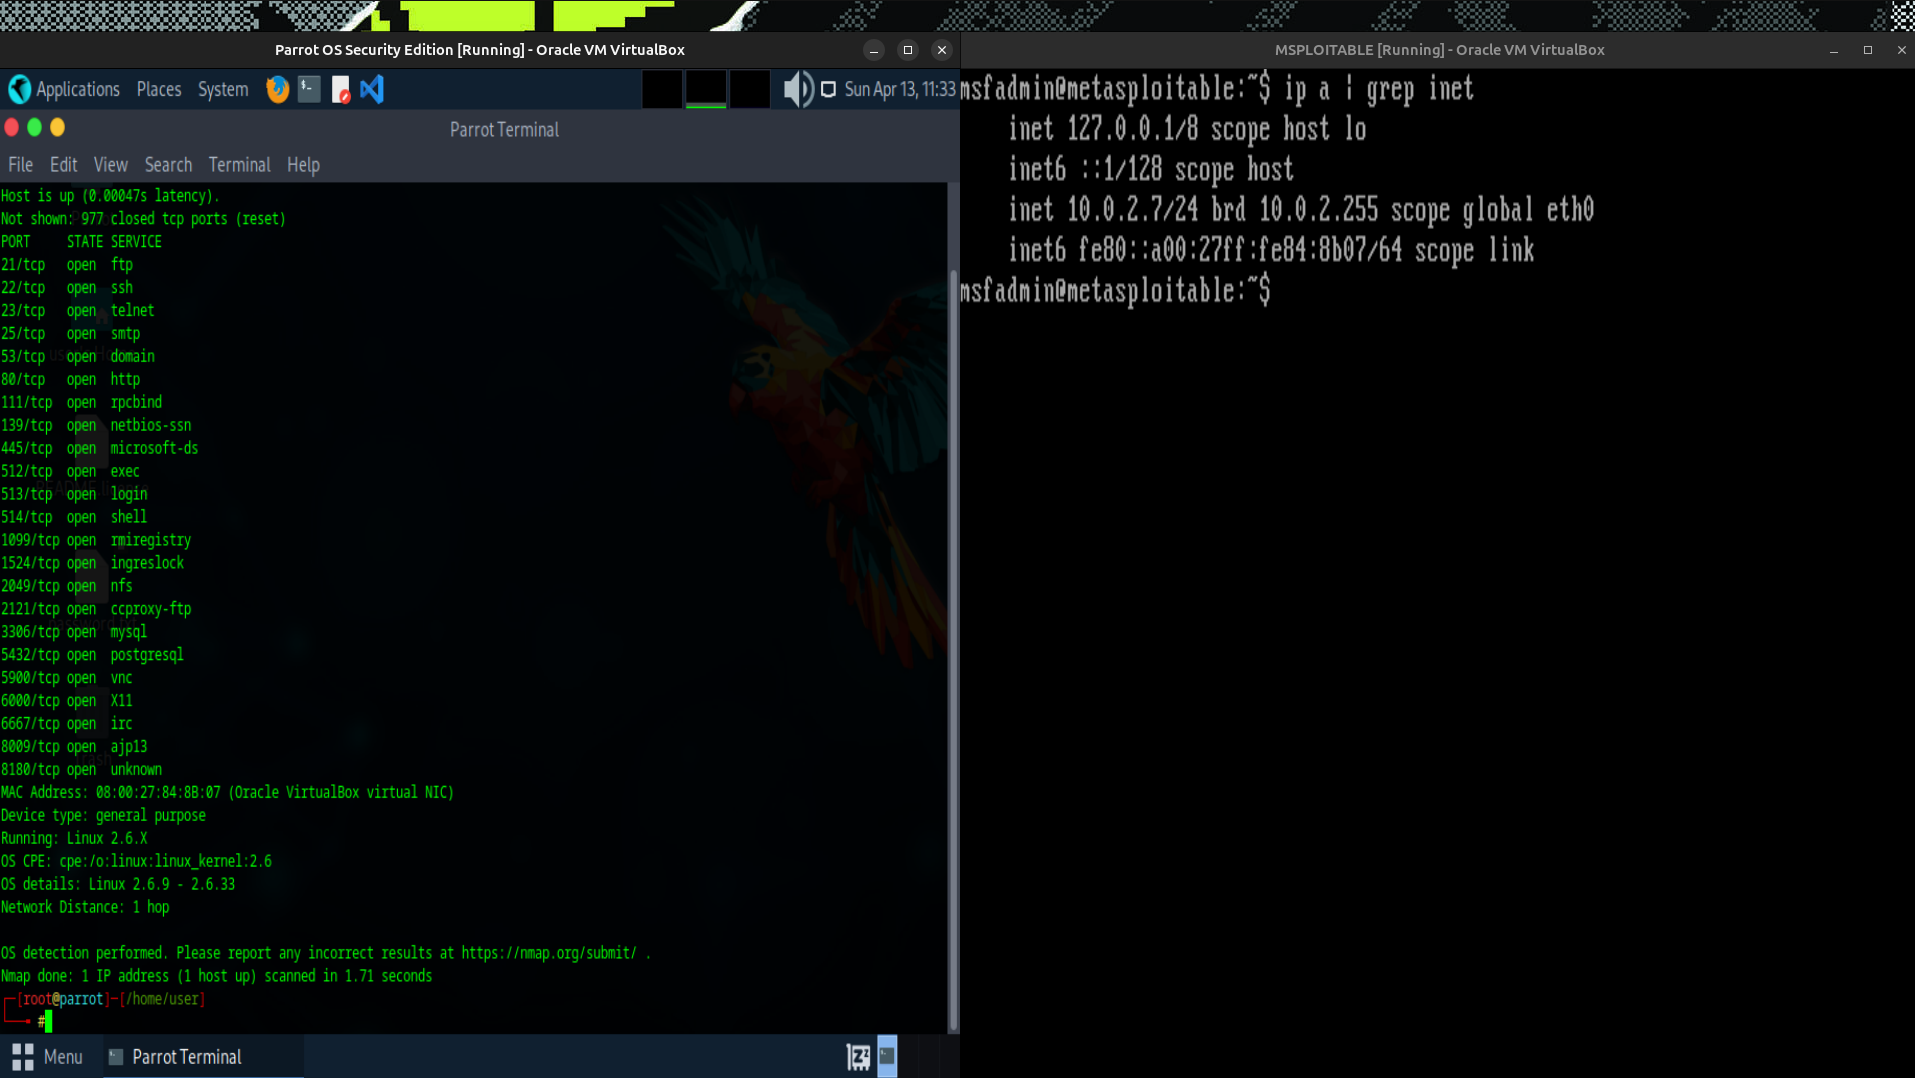 Parrot OS Security Edition [Running] - Oracle VM VirtualBox
Applications Places System Sun Apr 13, 11:33
Parrot Terminal
File Edit View Search Terminal Help
Host is up (0.00047s latency).
Not shown: 977 closed tcp ports (reset)
PORT STATE SERVICE
21/tcp open ftp
22/tcp open ssh
23/tcp open telnet
25/tcp open smtp
53/tcp open domain
80/tcp open http
111/tcp open rpcbind
139/tcp open netbios-ssn
445/tcp open microsoft-ds
512/tcp open exec
513/tcp open login
514/tcp open shell
1099/tcp open rmiregistry
1524/tcp open ingreslock
2049/tcp open nfs
2121/tcp open ccproxy-ftp
3306/tcp open mysql
5432/tcp open postgresql
5900/tcp open vnc
6000/tcp open X11
6667/tcp open irc
8009/tcp open ajp13
8180/tcp open unknown
MAC Address: 08:00:27:84:8B:07 (Oracle VirtualBox virtual NIC)
Device type: general purpose
Running: Linux 2.6.X
OS CPE: cpe:/o:linux:linux_kernel:2.6
OS details: Linux 2.6.9 - 2.6.33
Network Distance: 1 hop
OS detection performed. Please report any incorrect results at https://nmap.org/submit/ .
Nmap done: 1 IP address (1 host up) scanned in 1.71 seconds
┌─[root@parrot]─[/home/user]
└──╼ #
Menu Parrot Terminal
MSPLOITABLE [Running] - Oracle VM VirtualBox
msfadmin@metasploitable:~$ ip a | grep inet
inet 127.0.0.1/8 scope host lo
inet6 ::1/128 scope host
inet 10.0.2.7/24 brd 10.0.2.255 scope global eth0
inet6 fe80::a00:27ff:fe84:8b07/64 scope link
msfadmin@metasploitable:~$